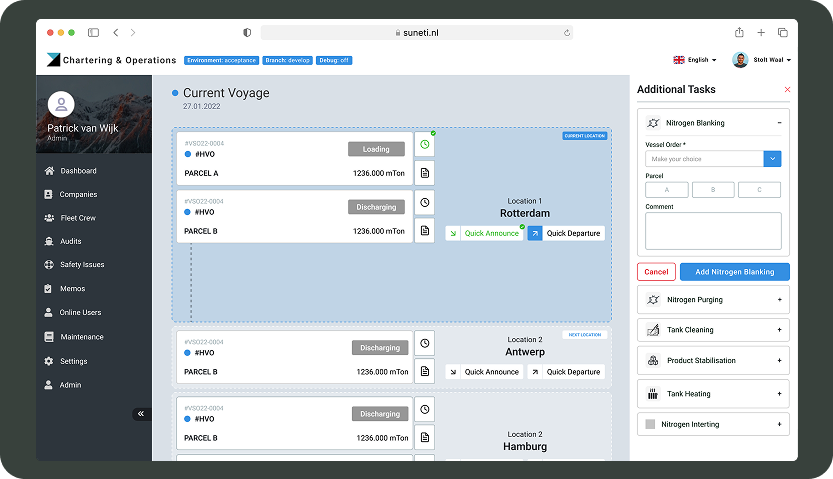 suneti.nl
Chartering & Operations
Environment: acceptance
Branch: develop
Debug: off
English
Stolt Waal
Patrick van Wijk
Admin
Dashboard
Companies
Fleet Crew
Audits
Safety Issues
Memos
Online Users
Maintenance
Settings
Admin
«
Current Voyage
27.01.2022
#VSO22-0004
#HVO
Loading
PARCEL A
1236.000 mTon
#VSO22-0004
#HVO
Discharging
PARCEL B
1236.000 mTon
CURRENT LOCATION
Location 1
Rotterdam
Quick Announce
Quick Departure
#VSO22-0004
#HVO
Discharging
PARCEL B
1236.000 mTon
NEXT LOCATION
Location 2
Antwerp
Quick Announce
Quick Departure
#VSO22-0004
#HVO
Discharging
PARCEL B
1236.000 mTon
Location 2
Hamburg
Additional Tasks
Nitrogen Blanking
Vessel Order *
Make your choice
Parcel
A
B
C
Comment
Cancel
Add Nitrogen Blanking
Nitrogen Purging
Tank Cleaning
Product Stabilisation
Tank Heating
Nitrogen Interting